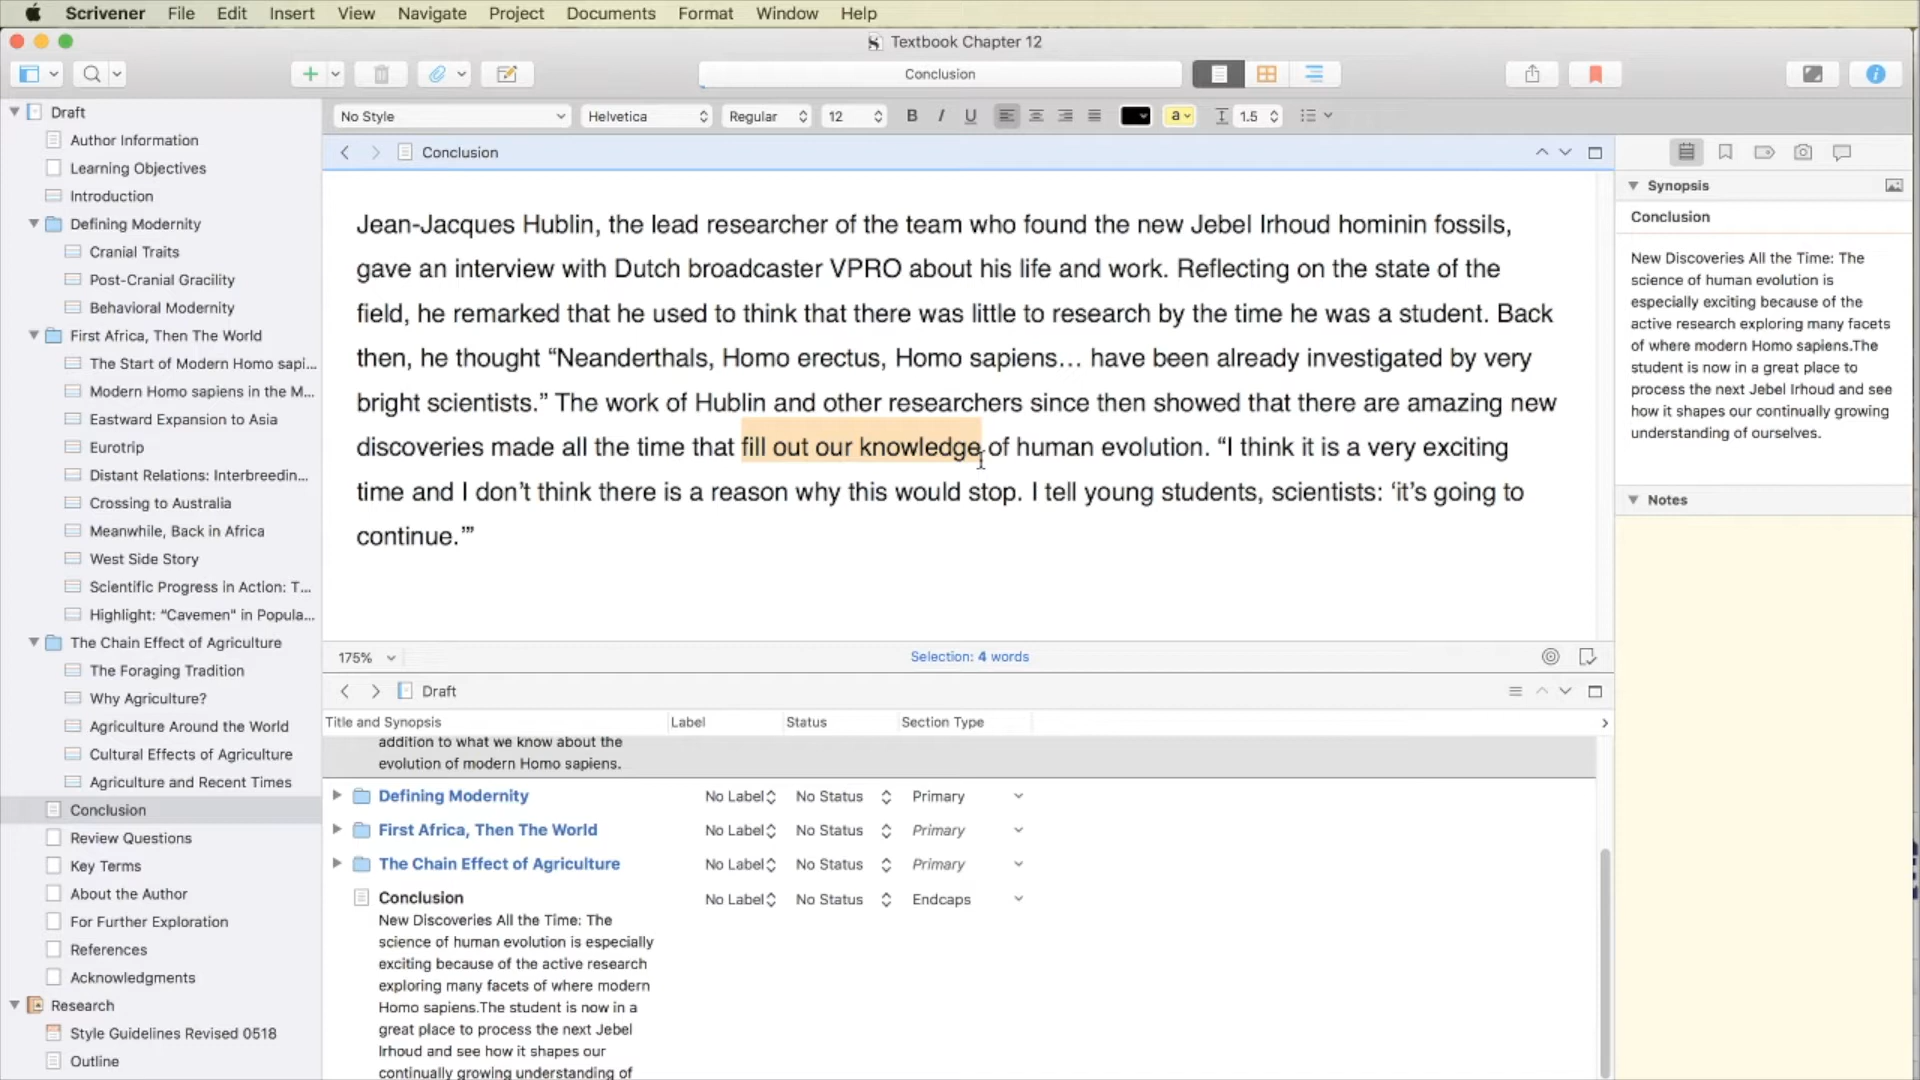 Scrivener File Edit Insert View Navigate Project Documents Format Window Help
Textbook Chapter 12
Conclusion
No Style Helvetica Regular 12 B I U a 1.5
Draft
Author Information
Learning Objectives
Introduction
Defining Modernity
Cranial Traits
Post-Cranial Gracility
Behavioral Modernity
First Africa, Then The World
The Start of Modern Homo sapi...
Modern Homo sapiens in the M...
Eastward Expansion to Asia
Eurotrip
Distant Relations: Interbreedin...
Crossing to Australia
Meanwhile, Back in Africa
West Side Story
Scientific Progress in Action: T...
Highlight: “Cavemen” in Popula...
The Chain Effect of Agriculture
The Foraging Tradition
Why Agriculture?
Agriculture Around the World
Cultural Effects of Agriculture
Agriculture and Recent Times
Conclusion
Review Questions
Key Terms
About the Author
For Further Exploration
References
Acknowledgments
Research
Style Guidelines Revised 0518
Outline
Conclusion
Jean-Jacques Hublin, the lead researcher of the team who found the new Jebel Irhoud hominin fossils,
gave an interview with Dutch broadcaster VPRO about his life and work. Reflecting on the state of the
field, he remarked that he used to think that there was little to research by the time he was a student. Back
then, he thought “Neanderthals, Homo erectus, Homo sapiens… have been already investigated by very
bright scientists.” The work of Hublin and other researchers since then showed that there are amazing new
discoveries made all the time that fill out our knowledge of human evolution. “I think it is a very exciting
time and I don’t think there is a reason why this would stop. I tell young students, scientists: ‘it’s going to
continue.’”
175%
Selection: 4 words
Draft
Title and Synopsis Label Status Section Type
addition to what we know about the
evolution of modern Homo sapiens.
Defining Modernity No Label No Status Primary
First Africa, Then The World No Label No Status Primary
The Chain Effect of Agriculture No Label No Status Primary
Conclusion No Label No Status Endcaps
New Discoveries All the Time: The
science of human evolution is especially
exciting because of the active research
exploring many facets of where modern
Homo sapiens.The student is now in a
great place to process the next Jebel
Irhoud and see how it shapes our
continually growing understanding of
Synopsis
Conclusion
New Discoveries All the Time: The
science of human evolution is
especially exciting because of the
active research exploring many facets
of where modern Homo sapiens.The
student is now in a great place to
process the next Jebel Irhoud and see
how it shapes our continually growing
understanding of ourselves.
Notes